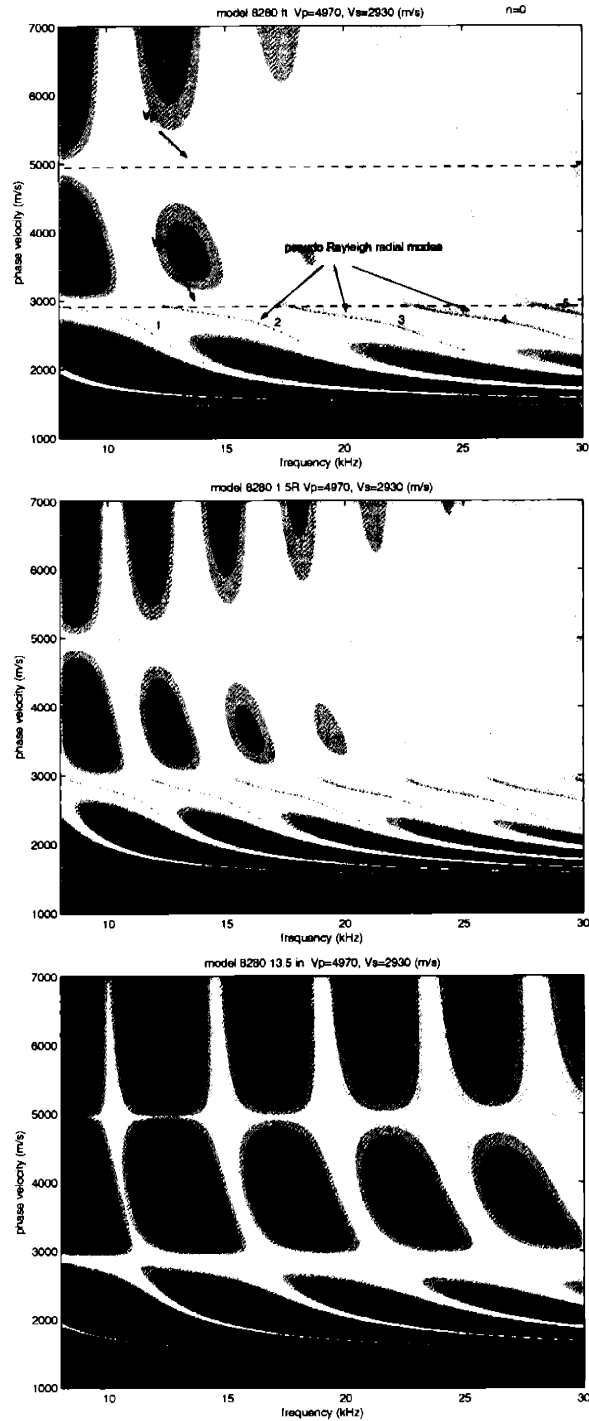 model 8280 ft Vp=4970, Vs=2930 (m/s) n=0
7000
6000
5000
4000
3000
2000
1000
phase velocity (m/s)
pseudo Rayleigh radial modes
1 2 3 4 5
10 15 20 25 30
frequency (kHz)
model 8280 1 5R Vp=4970, Vs=2930 (m/s)
7000
6000
5000
4000
3000
2000
1000
phase velocity (m/s)
10 15 20 25 30
frequency (kHz)
model 8280 13.5 in Vp=4970, Vs=2930 (m/s)
7000
6000
5000
4000
3000
2000
1000
phase velocity (m/s)
10 15 20 25 30
frequency (kHz)